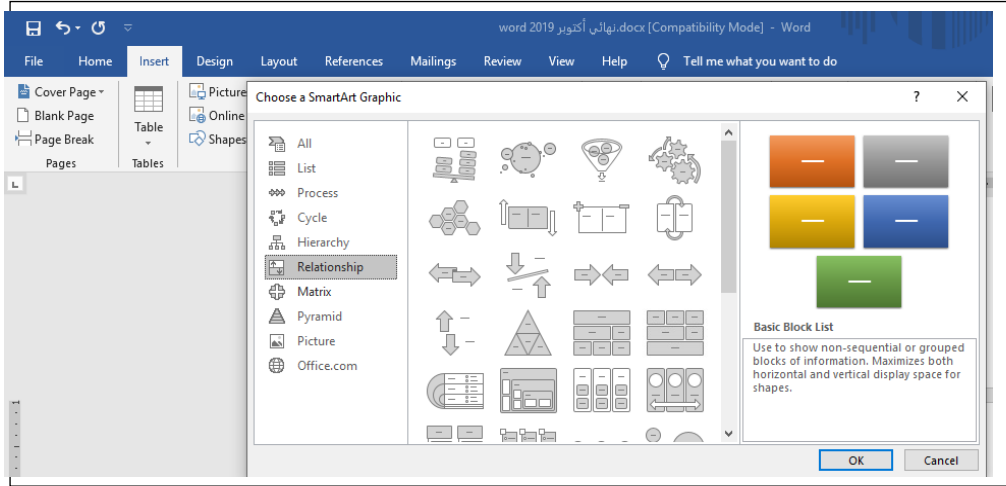 word 2019 نهائي أكتوبر.docx [Compatibility Mode] - Word
File Home Insert Design Layout References Mailings Review View Help Tell me what you want to do
Cover Page
Blank Page
Page Break
Pages
Table
Tables
Picture
Online
Shapes
Choose a SmartArt Graphic
All
List
Process
Cycle
Hierarchy
Relationship
Matrix
Pyramid
Picture
Office.com
Basic Block List
Use to show non-sequential or grouped
blocks of information. Maximizes both
horizontal and vertical display space for
shapes.
OK Cancel